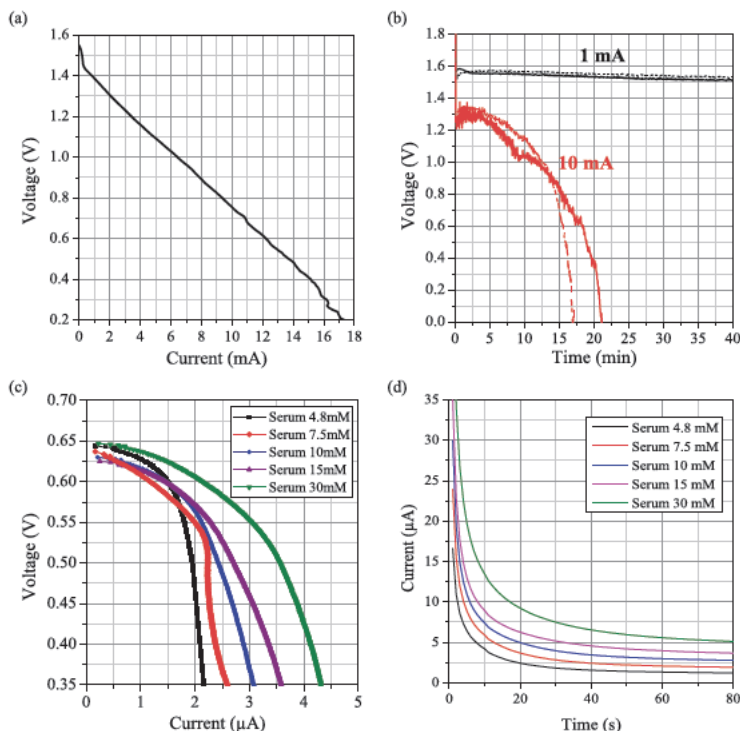 (a)
1.6
1.4
1.2
1.0
0.8
0.6
0.4
0.2
Voltage (V)
0 2 4 6 8 10 12 14 16 18
Current (mA)
(b)
2.0
1.8
1.6
1.4
1.2
1.0
0.8
0.6
0.4
0.2
0.0
Voltage (V)
1 mA
10 mA
0 5 10 15 20 25 30 35 40
Time (min)
(c)
0.70
0.65
0.60
0.55
0.50
0.45
0.40
0.35
Voltage (V)
Serum 4.8mM
Serum 7.5mM
Serum 10mM
Serum 15mM
Serum 30mM
0 1 2 3 4 5
Current (µA)
(d)
35
30
25
20
15
10
5
0
Current (µA)
Serum 4.8 mM
Serum 7.5 mM
Serum 10 mM
Serum 15 mM
Serum 30 mM
0 20 40 60 80
Time (s)